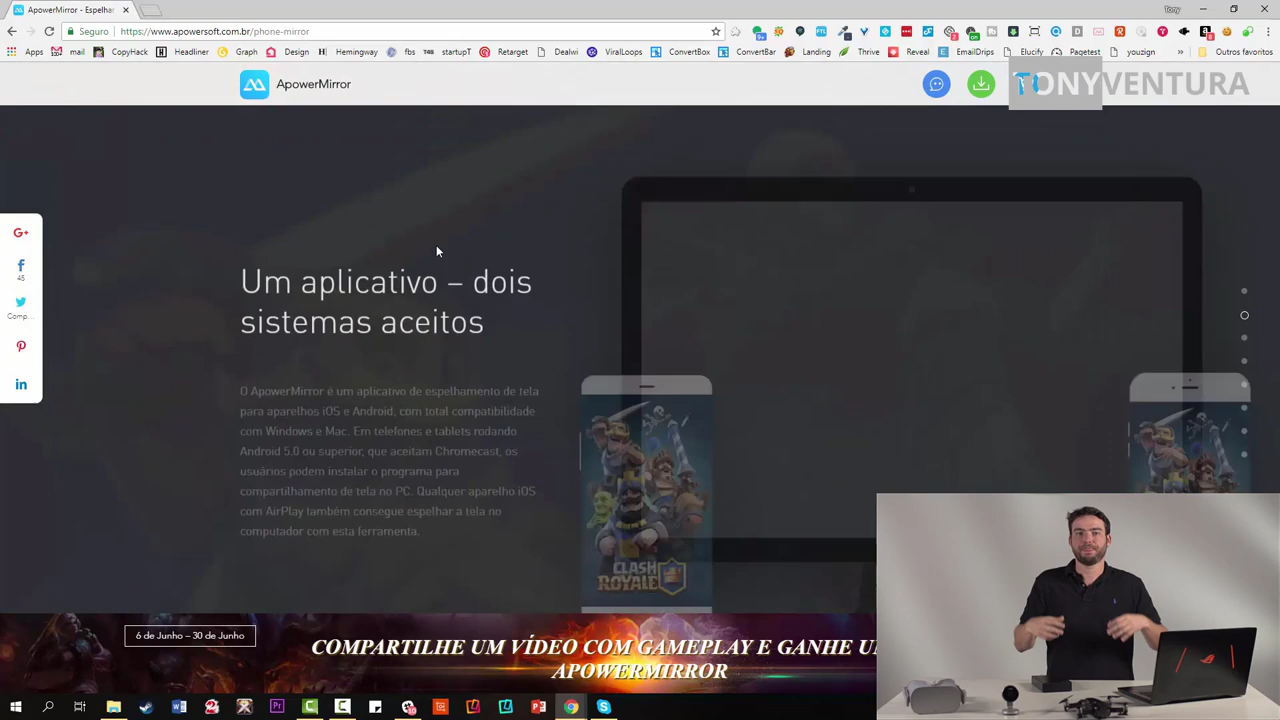 ApowerMirror - Espelhar
Tony
Seguro
https://www.apowersoft.com.br/phone-mirror
Apps
mail
CopyHack
Headliner
Graph
Design
Hemingway
fbs
startupT
Retarget
Dealwi
ViralLoops
ConvertBox
ConvertBar
Landing
Thrive
Reveal
EmailDrips
Elucify
Pagetest
youzign
»
Outros favoritos
ApowerMirror
TONYVENTURA
G+
45
Comp...
Um aplicativo – dois
sistemas aceitos
O ApowerMirror é um aplicativo de espelhamento de tela
para aparelhos iOS e Android, com total compatibilidade
com Windows e Mac. Em telefones e tablets rodando
Android 5.0 ou superior, que aceitam Chromecast, os
usuários podem instalar o programa para
compartilhamento de tela no PC. Qualquer aparelho iOS
com AirPlay também consegue espelhar a tela no
computador com esta ferramenta.
CLASH
ROYALE
6 de Junho – 30 de Junho
COMPARTILHE UM VÍDEO COM GAMEPLAY E GANHE
APOWERMIRROR